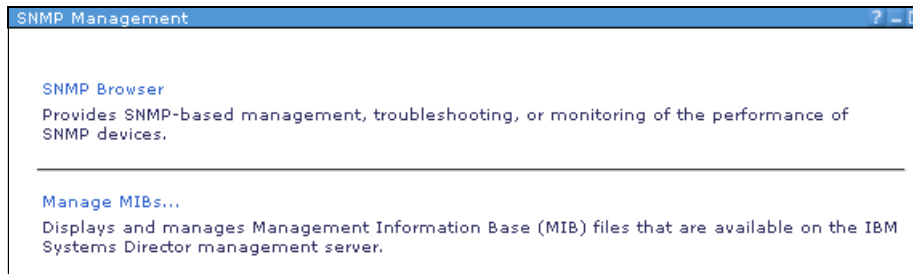 SNMP Management ? –
SNMP Browser
Provides SNMP-based management, troubleshooting, or monitoring of the performance of
SNMP devices.
Manage MIBs...
Displays and manages Management Information Base (MIB) files that are available on the IBM
Systems Director management server.